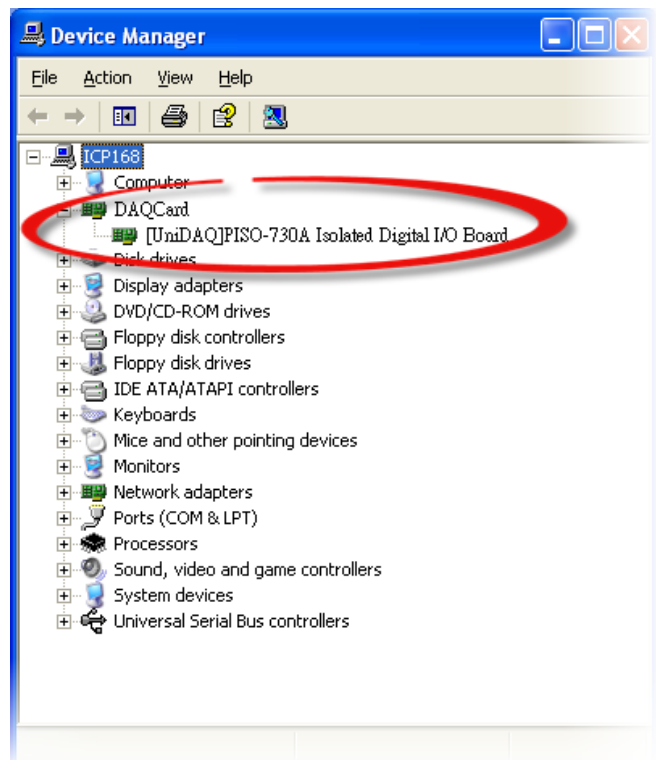 Device Manager
File Action View Help
ICP168
Computer
DAQCard
[UniDAQ]PISO-730A Isolated Digital I/O Board
Disk drives
Display adapters
DVD/CD-ROM drives
Floppy disk controllers
Floppy disk drives
IDE ATA/ATAPI controllers
Keyboards
Mice and other pointing devices
Monitors
Network adapters
Ports (COM & LPT)
Processors
Sound, video and game controllers
System devices
Universal Serial Bus controllers